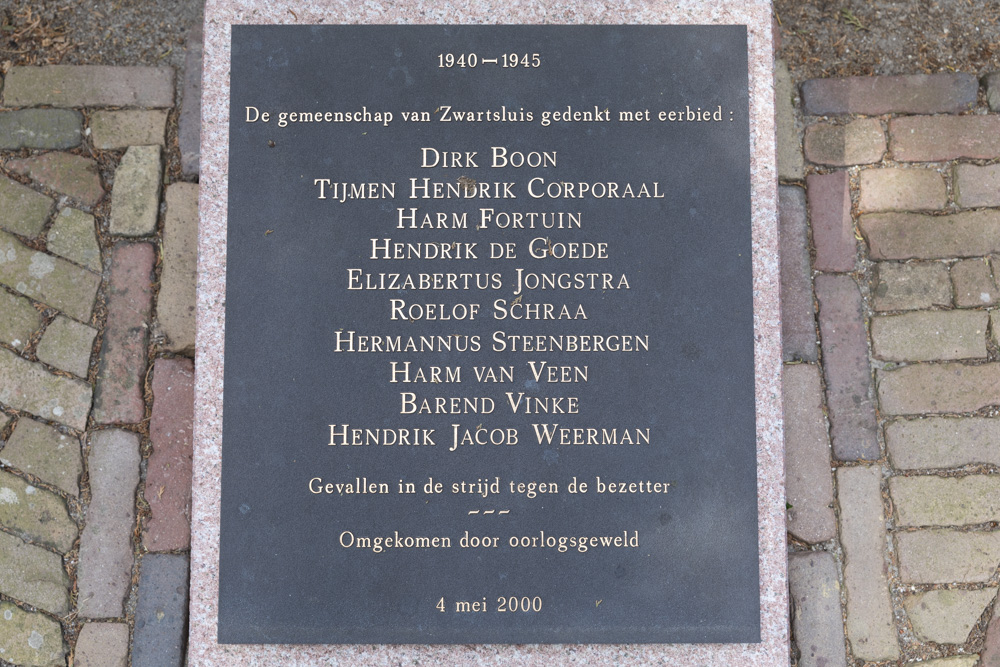 1940–1945
De gemeenschap van Zwartsluis gedenkt met eerbied :
DIRK BOON
TIJMEN HENDRIK CORPORAAL
HARM FORTUIN
HENDRIK DE GOEDE
ELIZABERTUS JONGSTRA
ROELOF SCHRAA
HERMANNUS STEENBERGEN
HARM VAN VEEN
BAREND VINKE
HENDRIK JACOB WEERMAN
Gevallen in de strijd tegen de bezetter
~~~
Omgekomen door oorlogsgeweld
4 mei 2000